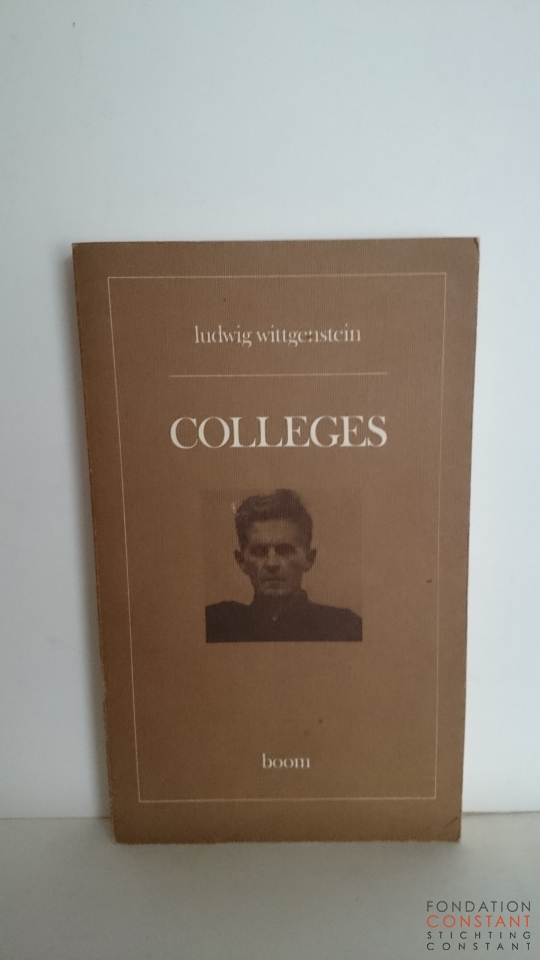 ludwig wittgenstein
COLLEGES
boom
FONDATION
CONSTANT
STICHTING
CONSTANT